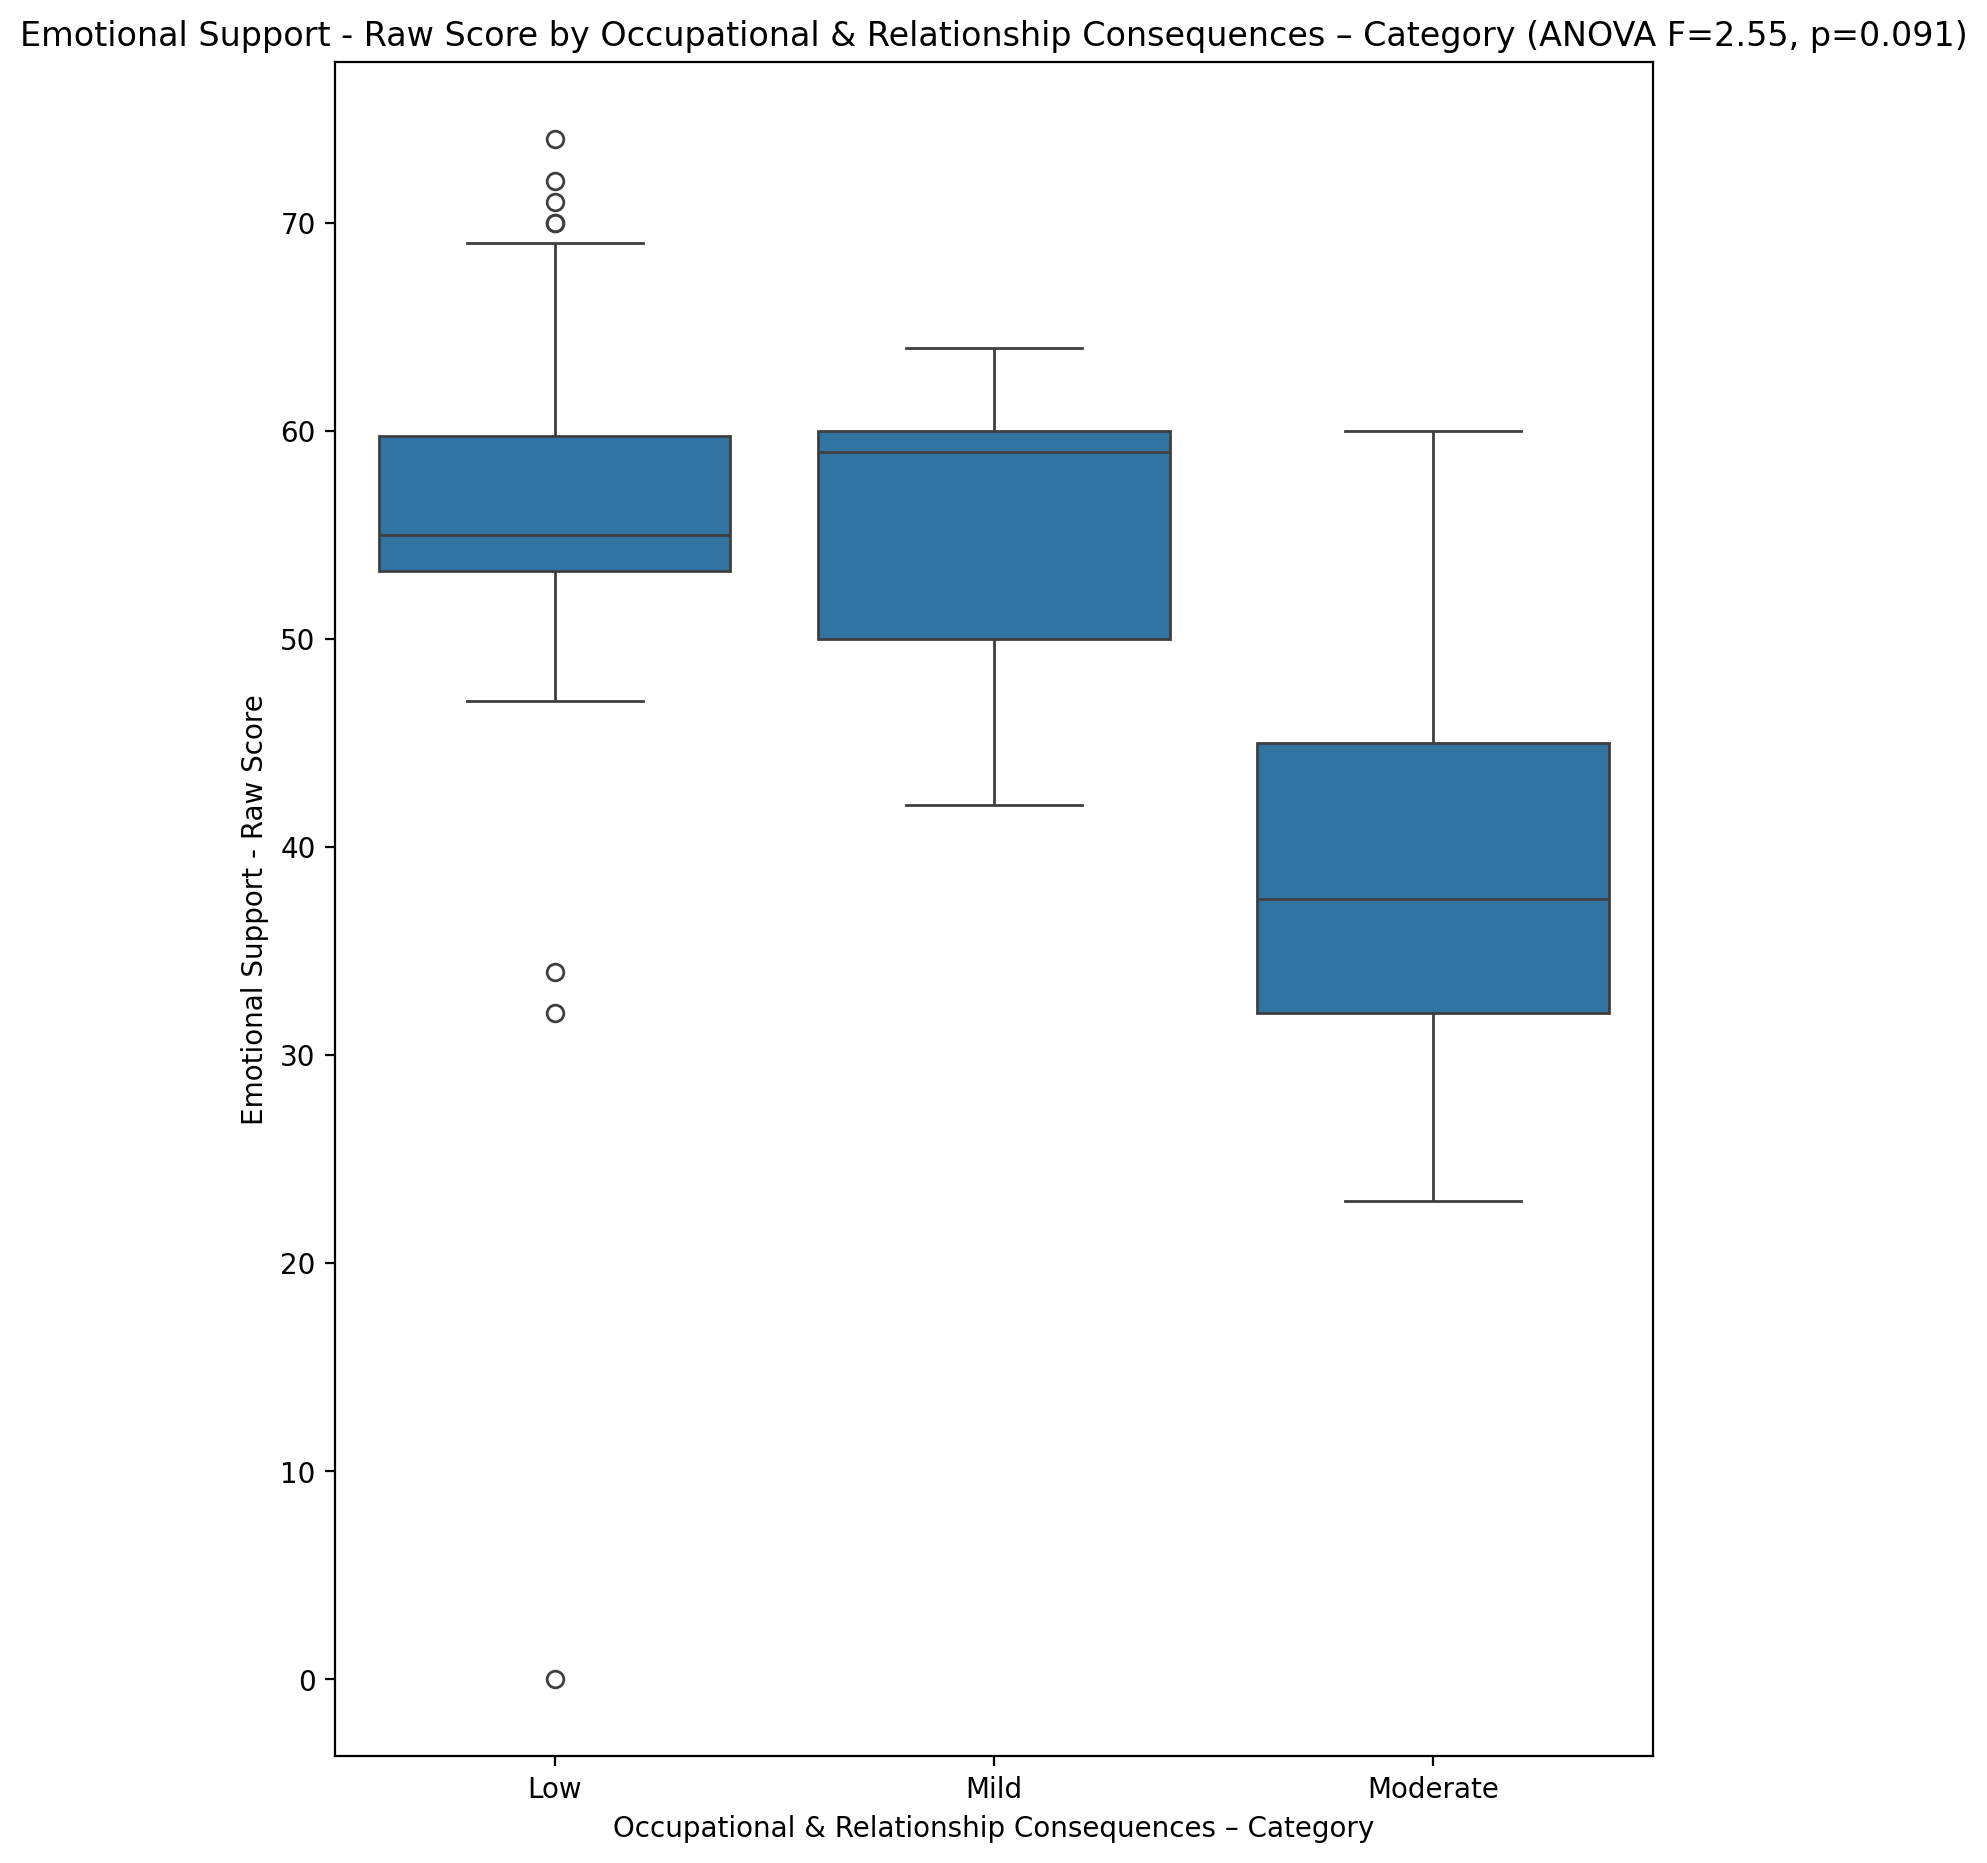 Emotional Support - Raw Score by Occupational & Relationship Consequences – Category (ANOVA F=2.55, p=0.091)
Emotional Support - Raw Score
70
60
50
40
30
20
10
0
Low Mild Moderate
Occupational & Relationship Consequences – Category